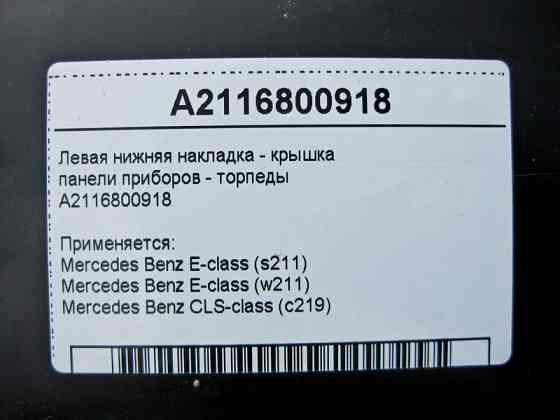 A2116800918
Левая нижняя накладка - крышка
панели приборов - торпеды
A2116800918
Применяется:
Mercedes Benz E-class (s211)
Mercedes Benz E-class (w211)
Mercedes Benz CLS-class (c219)